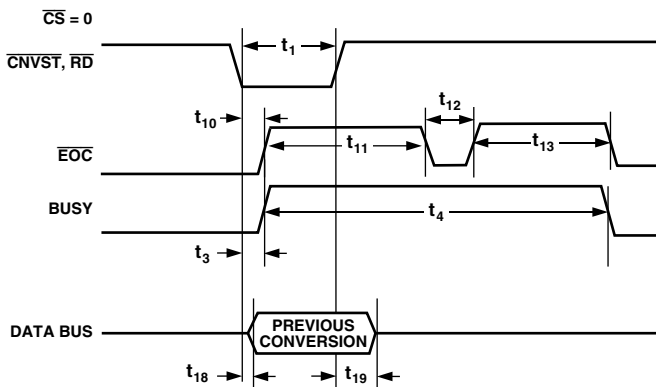 CS = 0
CNVST, RD
t1
t10
t12
EOC
t11
t13
BUSY
t4
t3
DATA BUS
PREVIOUS
CONVERSION
t18
t19